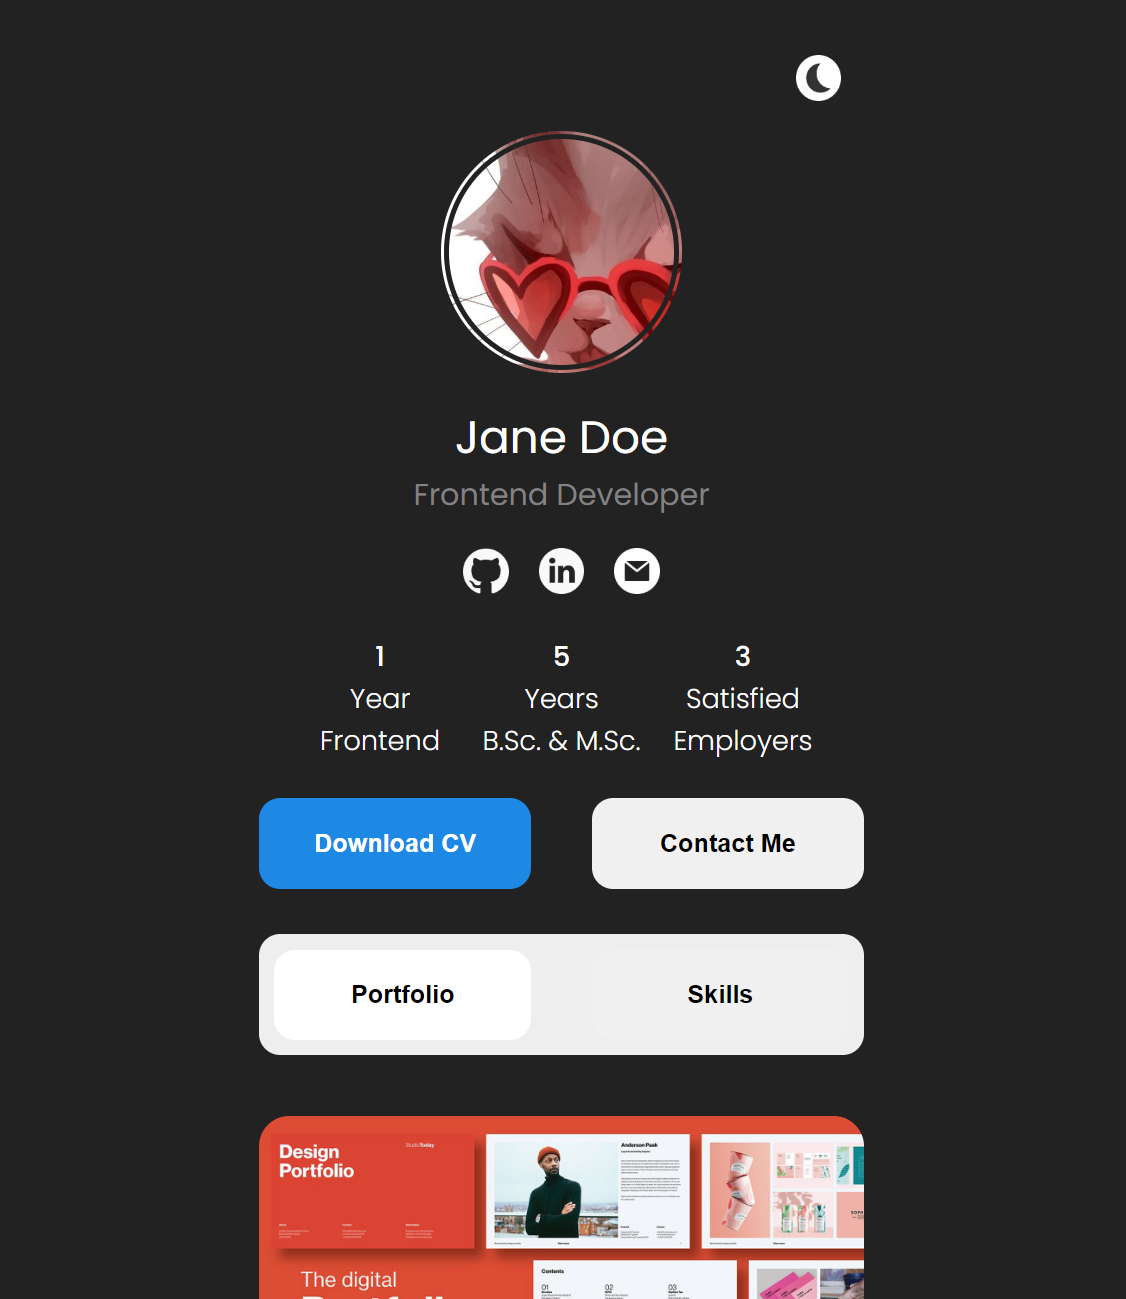 Jane Doe
Frontend Developer
in
1
Year
Frontend
5
Years
B.Sc. & M.Sc.
3
Satisfied
Employers
Download CV
Contact Me
Portfolio
Skills
Design
Portfolio
StudioToday
Anderson Paak
The digital
Contents
01
02
03